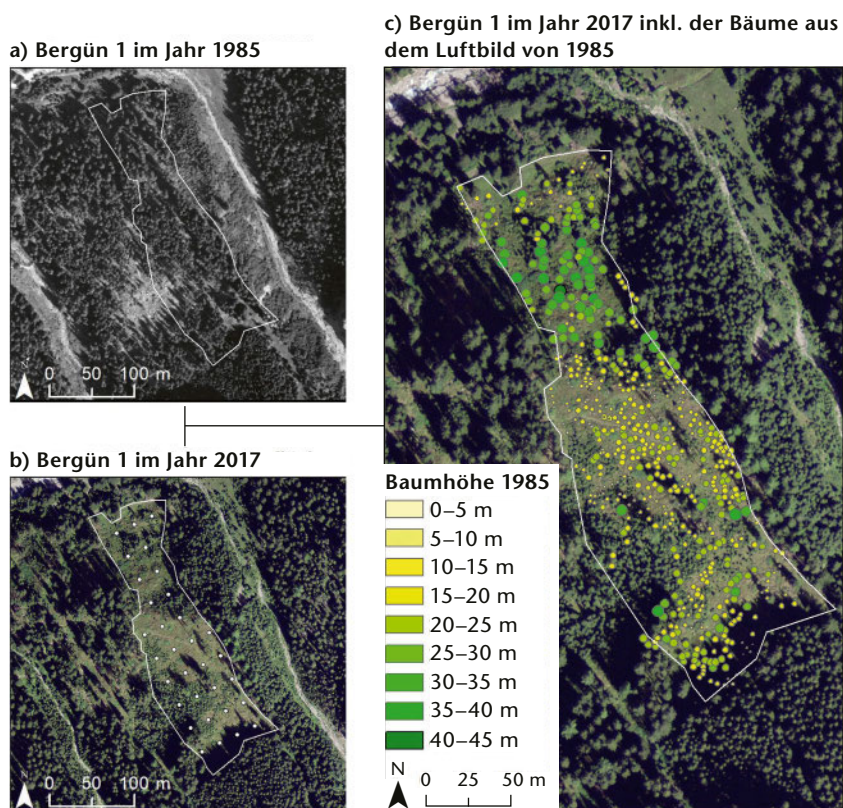 a) Bergün 1 im Jahr 1985
0 50 100 m
b) Bergün 1 im Jahr 2017
N
0 50 100 m
c) Bergün 1 im Jahr 2017 inkl. der Bäume aus
dem Luftbild von 1985
Baumhöhe 1985
0–5 m
5–10 m
10–15 m
15–20 m
20–25 m
25–30 m
30–35 m
35–40 m
40–45 m
N
0 25 50 m